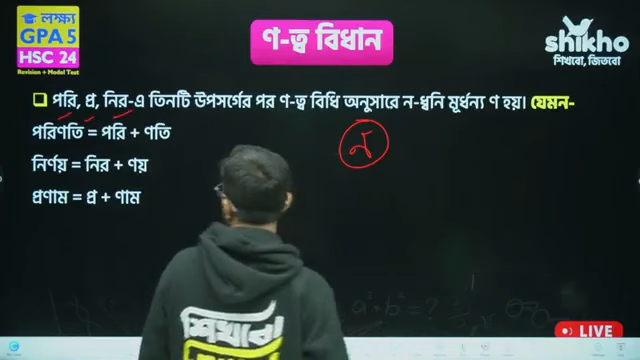 লক্ষ্য
GPA 5
HSC 24
Revision + Model Test
ণ-ত্ব বিধান
shikho
শিখবো, জিতবো
পরি, প্র, নির-এ তিনটি উপসর্গের পর ণ-ত্ব বিধি অনুসারে ন-ধ্বনি মূর্ধন্য ণ হয়। যেমন-
পরিণতি = পরি + ণতি
ন
নির্ণয় = নির + ণয়
প্রণাম = প্র + ণাম
শিখবো
LIVE